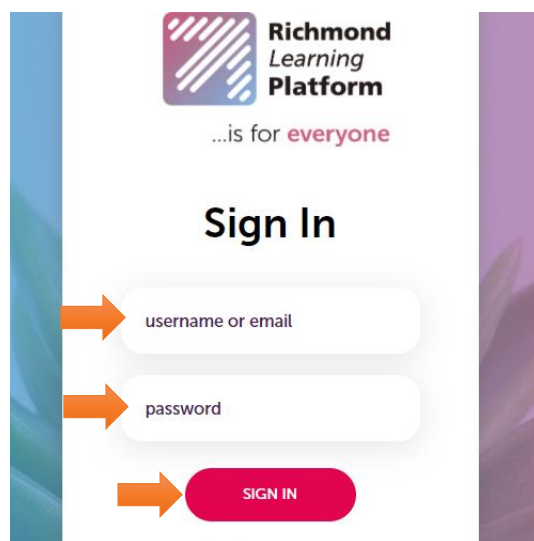 Richmond
Learning
Platform
...is for everyone
Sign In
username or email
password
SIGN IN